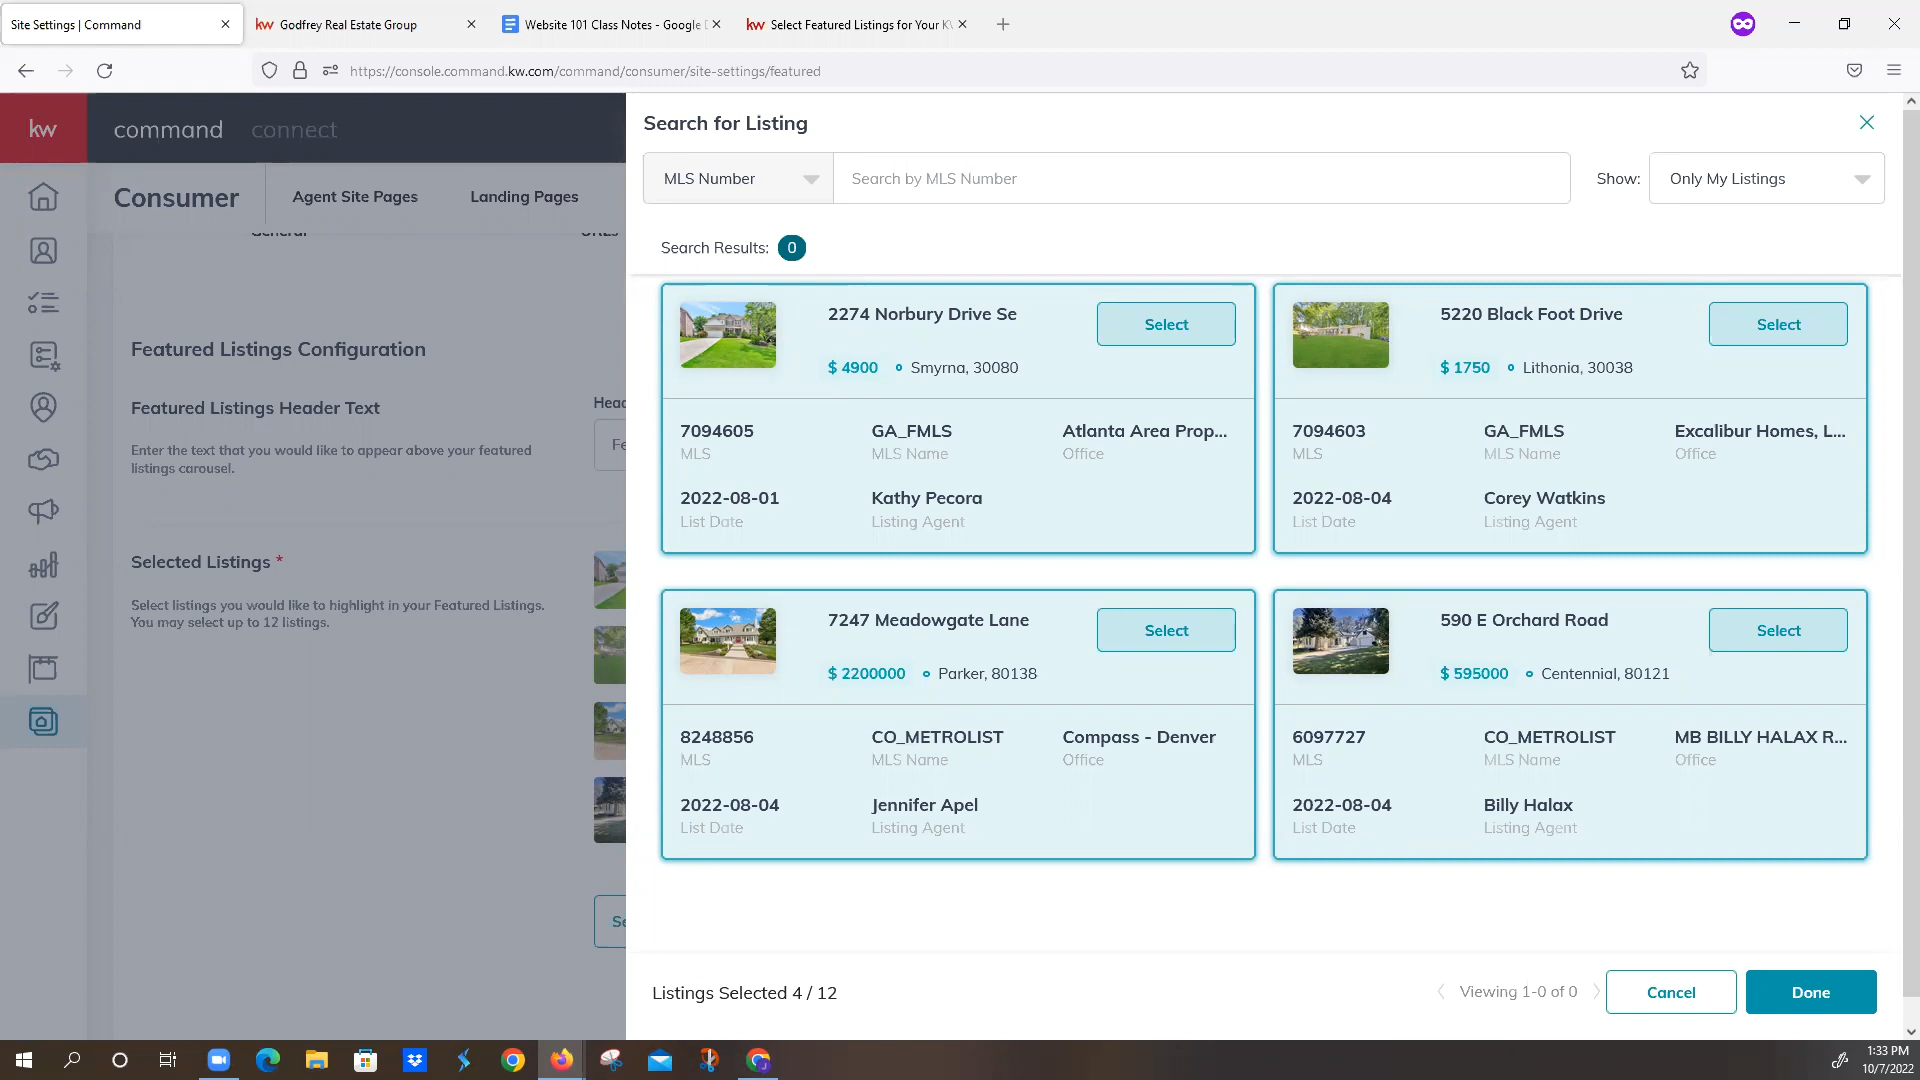 Site Settings | Command
Godfrey Real Estate Group
Website 101 Class Notes - Google D
Select Featured Listings for Your KW
https://console.command.kw.com/command/consumer/site-settings/featured
kw command connect
Consumer Agent Site Pages Landing Pages
General
URLs
Featured Listings Configuration
Featured Listings Header Text
Enter the text that you would like to appear above your featured
listings carousel.
Head
Fe
Selected Listings *
Select listings you would like to highlight in your Featured Listings.
You may select up to 12 listings.
Se
Search for Listing
MLS Number Search by MLS Number Show: Only My Listings
Search Results: 0
2274 Norbury Drive Se Select
$ 4900 Smyrna, 30080
7094605 GA_FMLS Atlanta Area Prop...
MLS MLS Name Office
2022-08-01 Kathy Pecora
List Date Listing Agent
5220 Black Foot Drive Select
$ 1750 Lithonia, 30038
7094603 GA_FMLS Excalibur Homes, L...
MLS MLS Name Office
2022-08-04 Corey Watkins
List Date Listing Agent
7247 Meadowgate Lane Select
$ 2200000 Parker, 80138
8248856 CO_METROLIST Compass - Denver
MLS MLS Name Office
2022-08-04 Jennifer Apel
List Date Listing Agent
590 E Orchard Road Select
$ 595000 Centennial, 80121
6097727 CO_METROLIST MB BILLY HALAX R...
MLS MLS Name Office
2022-08-04 Billy Halax
List Date Listing Agent
Listings Selected 4 / 12 Viewing 1-0 of 0 Cancel Done
1:33 PM
10/7/2022